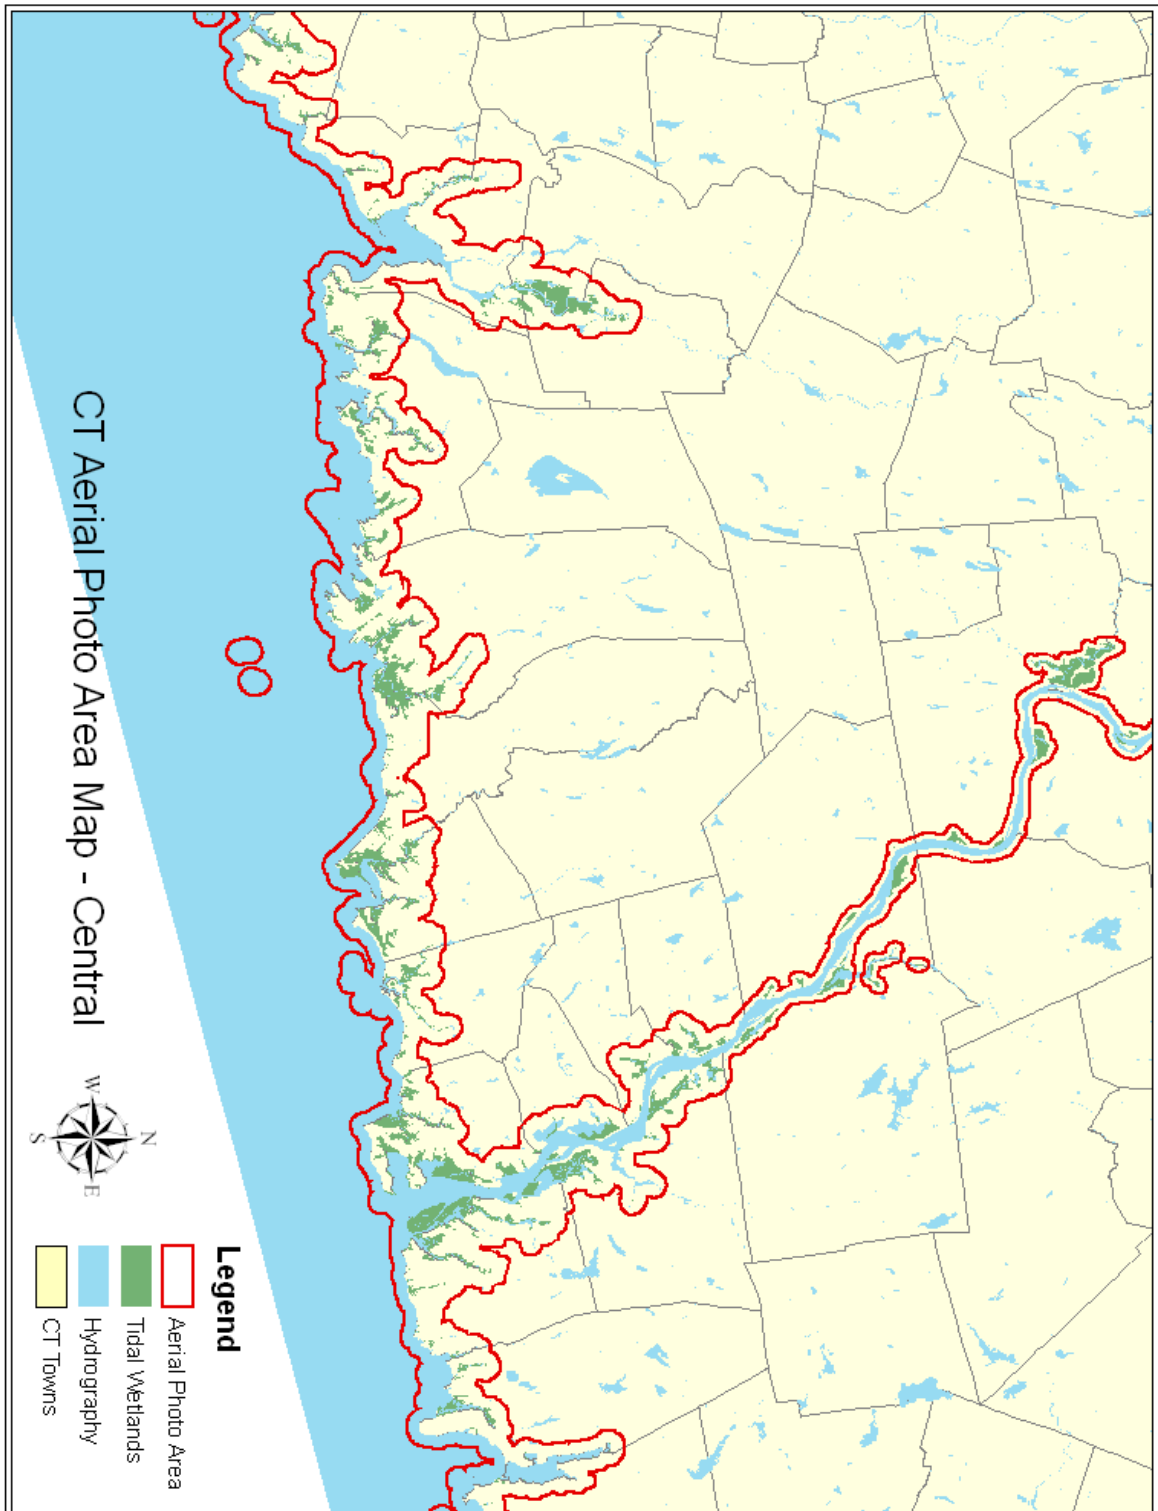 CT Aerial Photo Area Map - Central
N
W
E
S
Legend
Aerial Photo Area
Tidal Wetlands
Hydrography
CT Towns